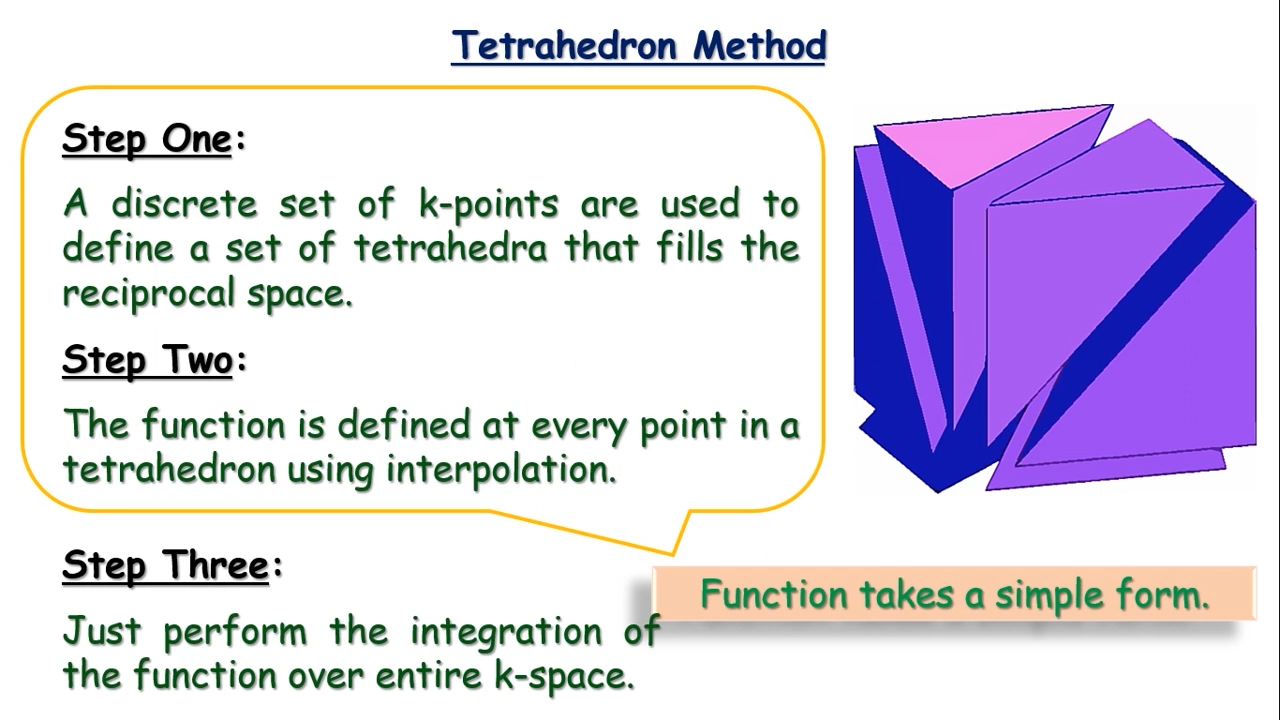 Tetrahedron Method
Step One:
A discrete set of k-points are used to
define a set of tetrahedra that fills the
reciprocal space.
Step Two:
The function is defined at every point in a
tetrahedron using interpolation.
Step Three:
Just perform the integration of
the function over entire k-space.
Function takes a simple form.